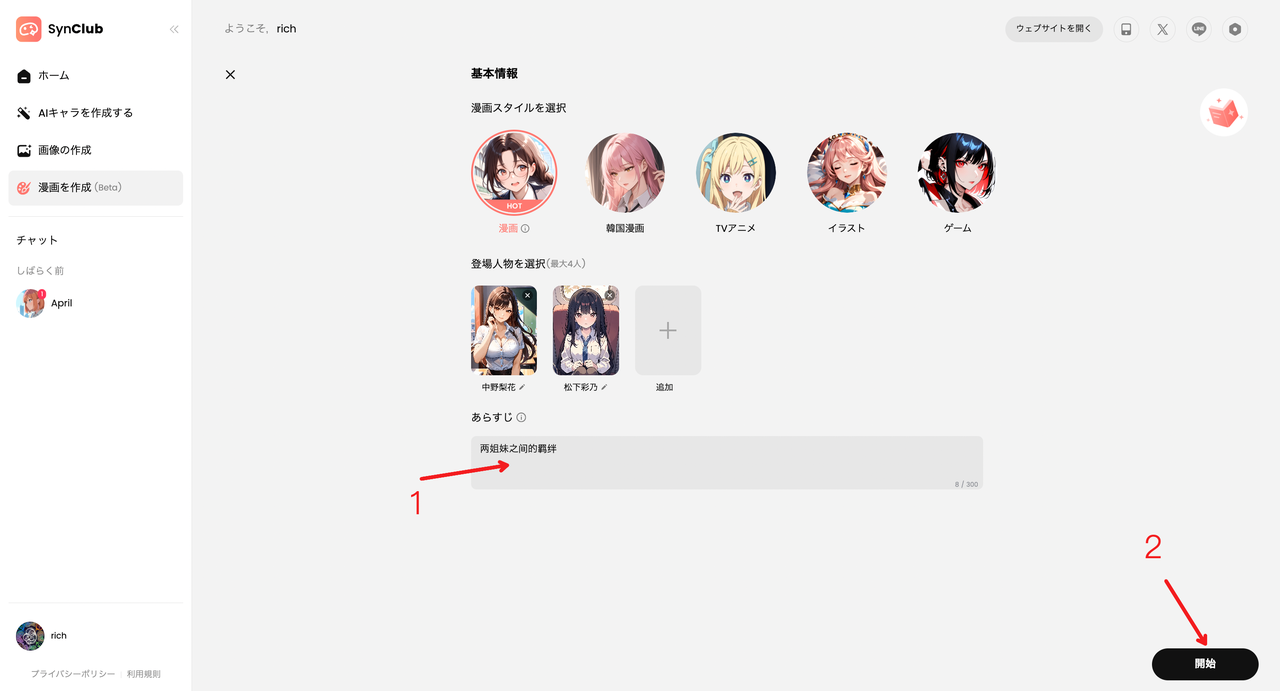 SynClub
ようこそ, rich
ウェブサイトを開く
LINE
ホーム
AIキャラを作成する
画像の作成
漫画を作成 (Beta)
チャット
しばらく前
1
April
rich
プライバシーポリシー
利用規則
基本情報
漫画スタイルを選択
HOT
漫画
韓国漫画
TVアニメ
イラスト
ゲーム
登場人物を選択(最大4人)
中野梨花
松下彩乃
追加
あらすじ
两姐妹之间的羁绊
8 / 300
1
2
開始